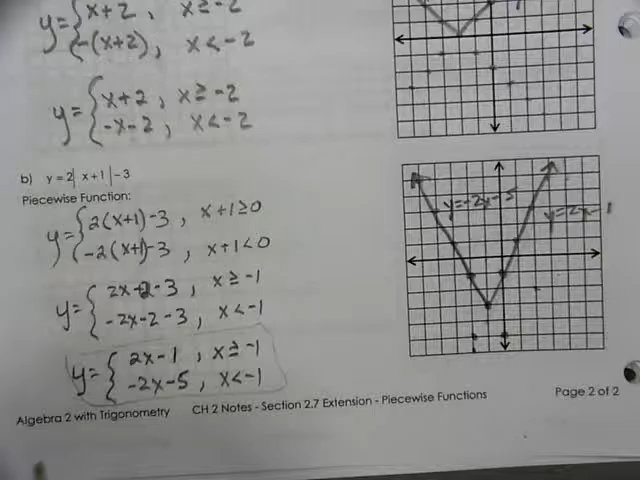 y={x+2, x≥-2
-(x+2), x<-2
y={x+2, x≥-2
-x-2, x<-2
b) y=2|x+1|-3
Piecewise Function:
y={2(x+1)-3, x+1≥0
-2(x+1)-3, x+1<0
y={2x+2-3, x≥-1
-2x-2-3, x<-1
y={2x-1, x≥-1
-2x-5, x<-1
y=-2x-5
y=2x-1
Algebra 2 with Trigonometry CH 2 Notes - Section 2.7 Extension - Piecewise Functions Page 2 of 2